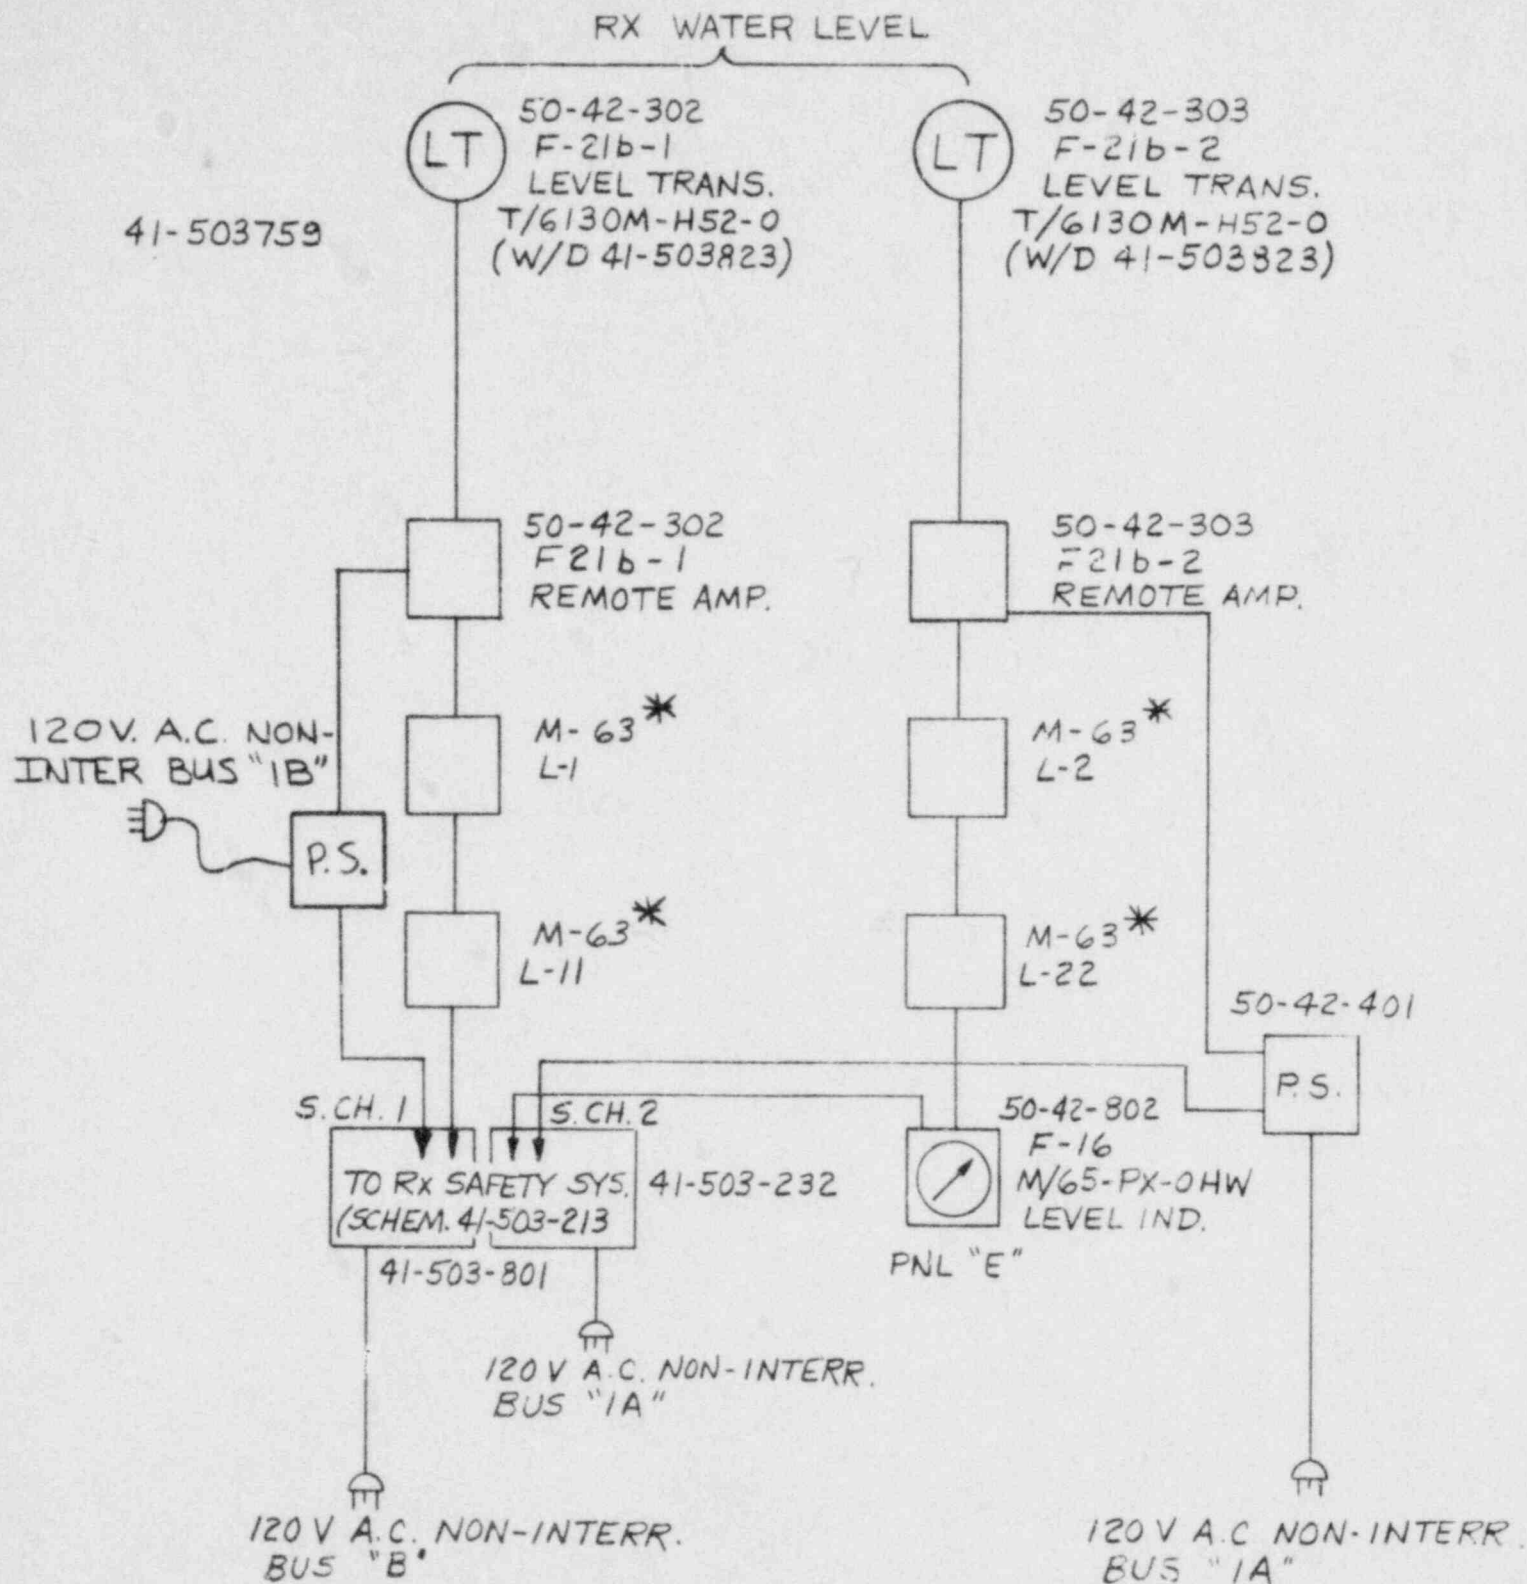 RX WATER LEVEL
LT
50-42-302
F-21b-1
LEVEL TRANS.
T/6130M-H52-0
(W/D 41-503823)
LT
50-42-303
F-21b-2
LEVEL TRANS.
T/6130M-H52-0
(W/D 41-503823)
41-503759
50-42-302
F21b-1
REMOTE AMP.
50-42-303
F21b-2
REMOTE AMP.
120V. A.C. NON-
INTER BUS "1B"
P.S.
M-63*
L-1
M-63*
L-2
M-63*
L-11
M-63*
L-22
50-42-401
P.S.
S.CH. 1
S.CH. 2
TO RX SAFETY SYS.
(SCHEM. 41-503-213
41-503-232
41-503-801
50-42-802
F-16
M/65-PX-OHW
LEVEL IND.
PNL "E"
120 V A.C. NON-INTERR.
BUS "1A"
120 V A.C. NON-INTERR.
BUS "B"
120 V A.C NON-INTERR.
BUS "1A"